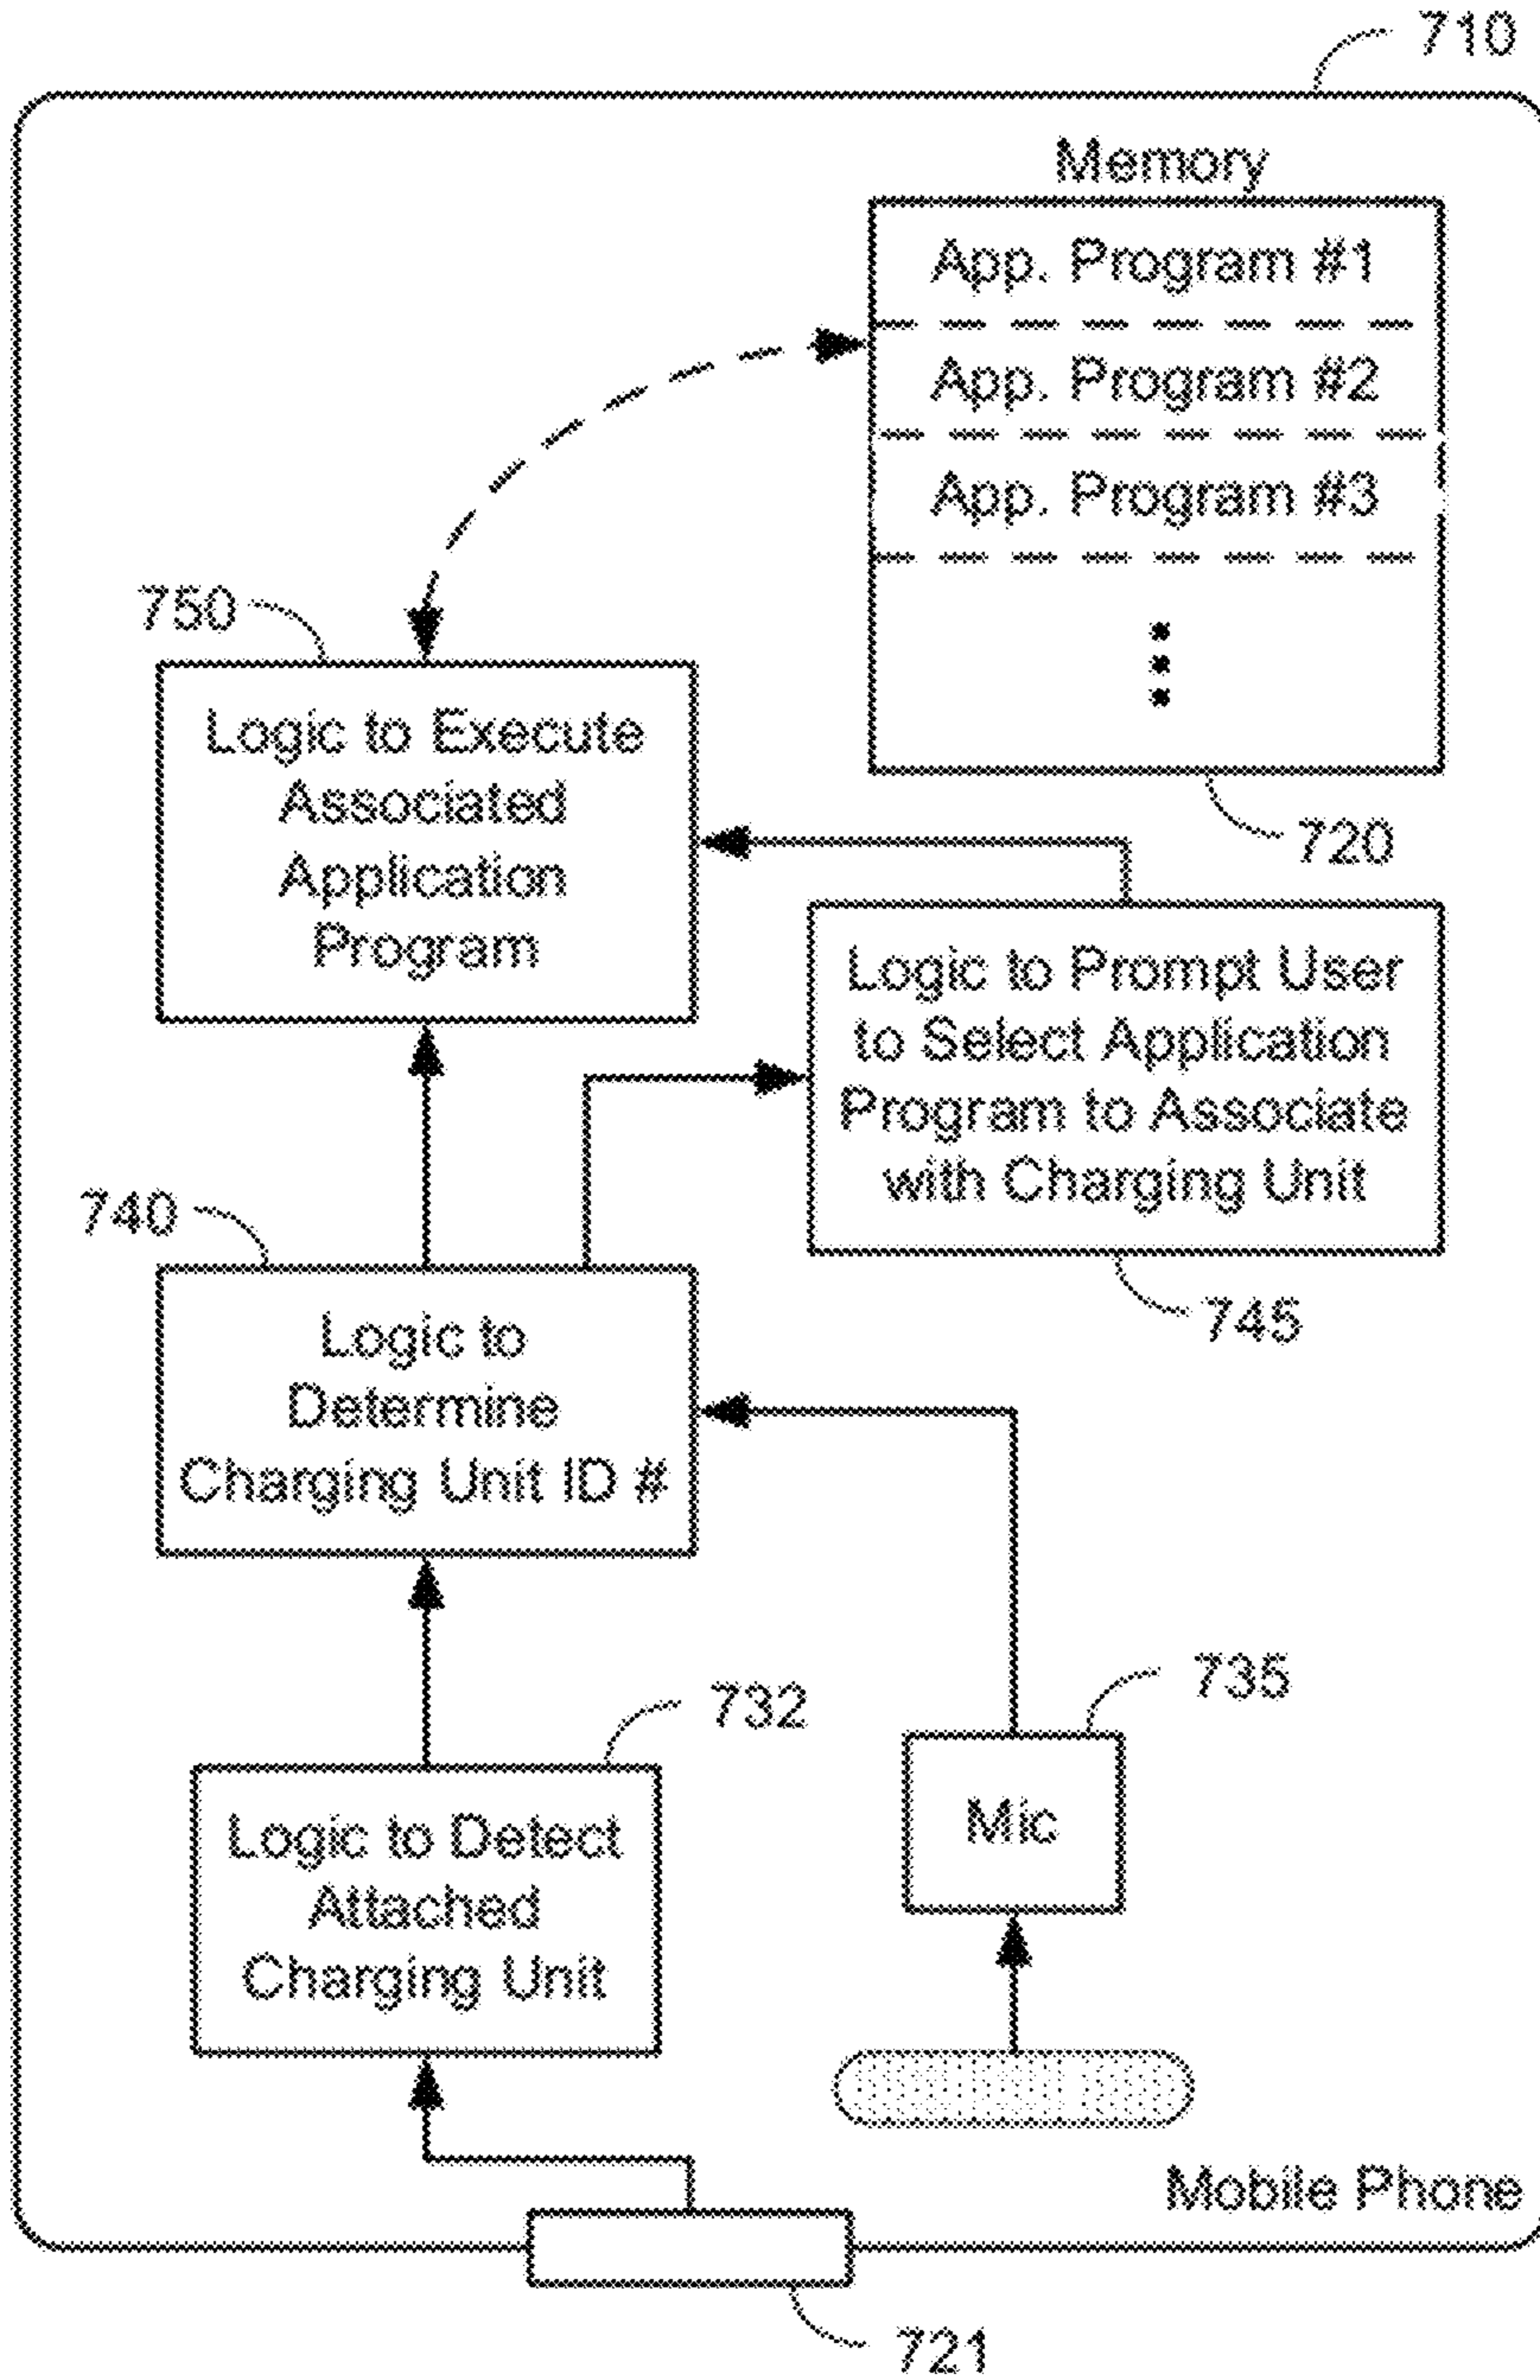 710
Memory
App. Program #1
App. Program #2
App. Program #3
750
Logic to Execute
Associated
Application
Program
720
Logic to Prompt User
to Select Application
Program to Associate
with Charging Unit
740
745
Logic to
Determine
Charging Unit ID #
732
735
Logic to Detect
Attached
Charging Unit
Mic
Mobile Phone
721